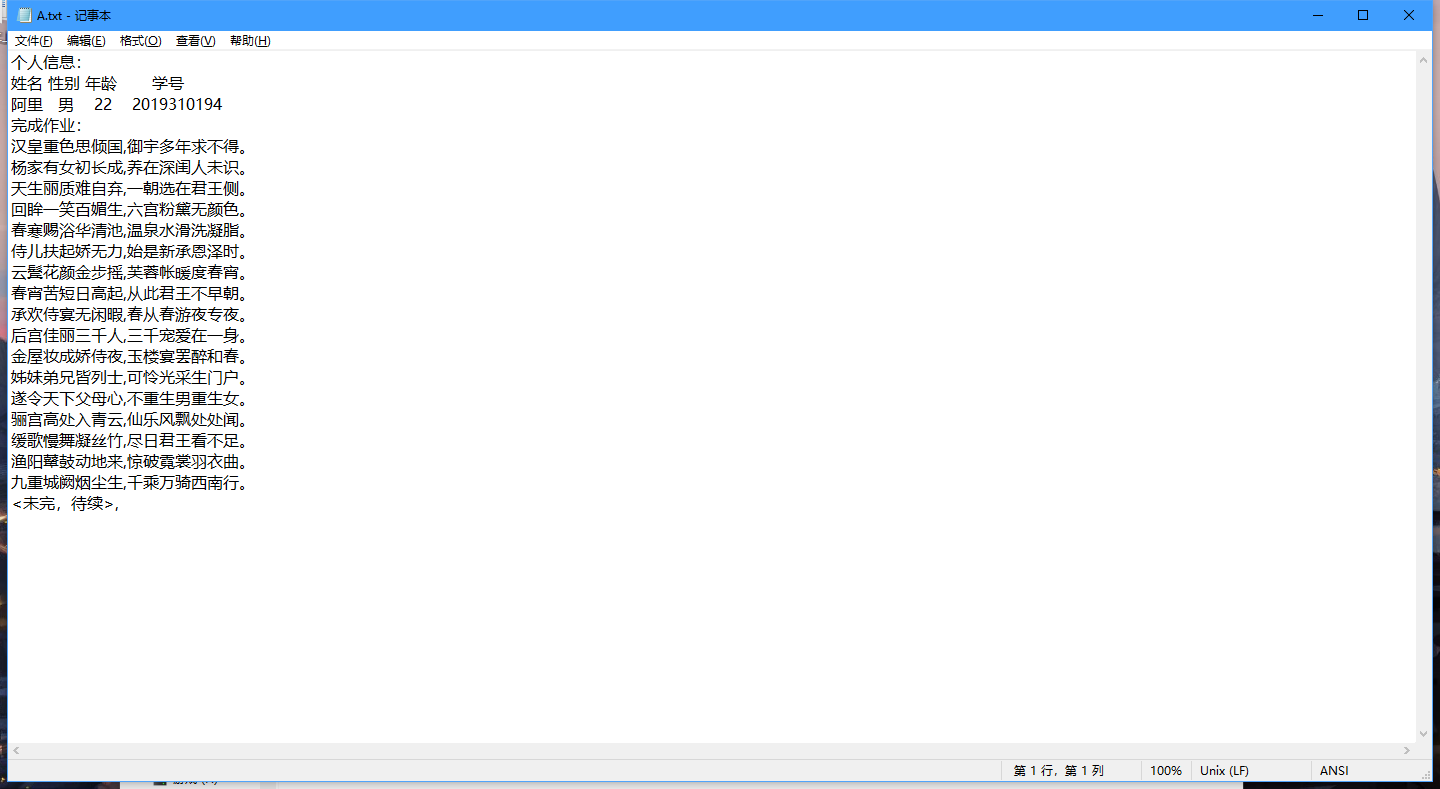 A.txt - 记事本
文件(F) 编辑(E) 格式(O) 查看(V) 帮助(H)
个人信息：
姓名 性别 年龄 学号
阿里 男 22 2019310194
完成作业：
汉皇重色思倾国,御宇多年求不得。
杨家有女初长成,养在深闺人未识。
天生丽质难自弃,一朝选在君王侧。
回眸一笑百媚生,六宫粉黛无颜色。
春寒赐浴华清池,温泉水滑洗凝脂。
侍儿扶起娇无力,始是新承恩泽时。
云鬓花颜金步摇,芙蓉帐暖度春宵。
春宵苦短日高起,从此君王不早朝。
承欢侍宴无闲暇,春从春游夜专夜。
后宫佳丽三千人,三千宠爱在一身。
金屋妆成娇侍夜,玉楼宴罢醉和春。
姊妹弟兄皆列士,可怜光采生门户。
遂令天下父母心,不重生男重生女。
骊宫高处入青云,仙乐风飘处处闻。
缓歌慢舞凝丝竹,尽日君王看不足。
渔阳鼙鼓动地来,惊破霓裳羽衣曲。
九重城阙烟尘生,千乘万骑西南行。
<未完，待续>,
第 1 行，第 1 列 100% Unix (LF) ANSI